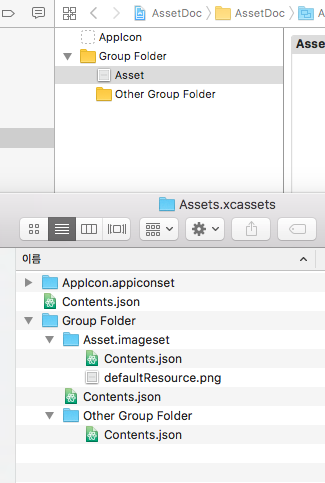 AssetDoc AssetDoc A
AppIcon
Group Folder
Asset
Asse
Other Group Folder
Assets.xcassets
이름
AppIcon.appiconset
Contents.json
Group Folder
Asset.imageset
Contents.json
defaultResource.png
Contents.json
Other Group Folder
Contents.json